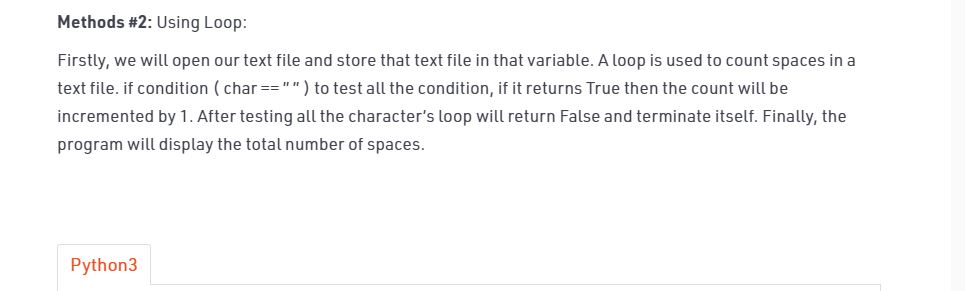 Methods #2: Using Loop:
Firstly, we will open our text file and store that text file in that variable. A loop is used to count spaces in a
text file. if condition ( char == ” “ ) to test all the condition, if it returns True then the count will be
incremented by 1. After testing all the character’s loop will return False and terminate itself. Finally, the
program will display the total number of spaces.
Python3